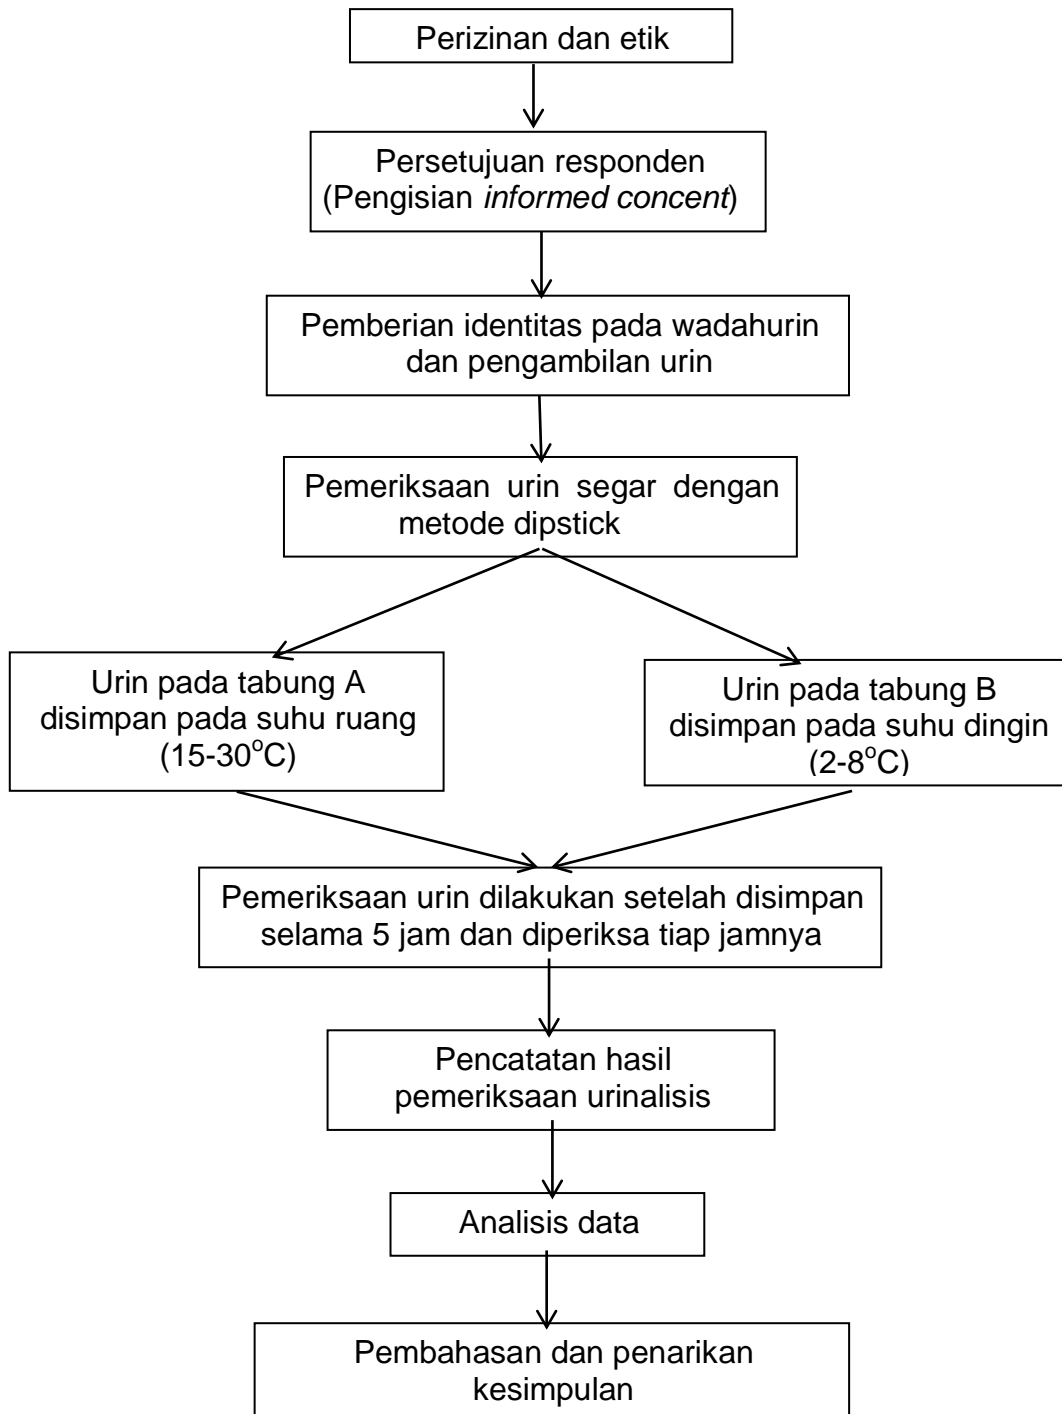 Perizinan dan etik
Persetujuan responden
(Pengisian informed concent)
Pemberian identitas pada wadahurin
dan pengambilan urin
Pemeriksaan urin segar dengan
metode dipstick
Urin pada tabung A
disimpan pada suhu ruang
(15-30°C)
Urin pada tabung B
disimpan pada suhu dingin
(2-8°C)
Pemeriksaan urin dilakukan setelah disimpan
selama 5 jam dan diperiksa tiap jamnya
Pencatatan hasil
pemeriksaan urinalisis
Analisis data
Pembahasan dan penarikan
kesimpulan